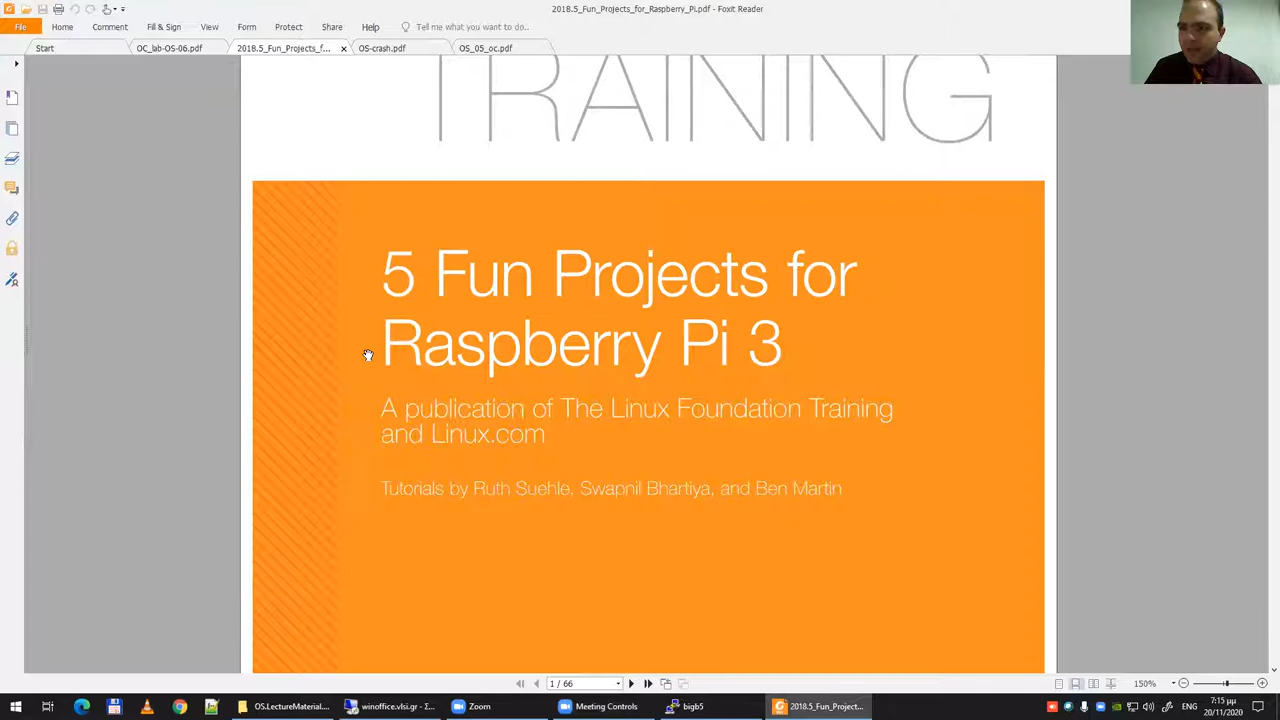 2018.5_Fun_Projects_for_Raspberry_Pi.pdf - Foxit Reader
File Home Comment Fill & Sign View Form Protect Share Help Tell me what you want to do...
Start OC_lab-OS-06.pdf 2018.5_Fun_Projects_f... OS-crash.pdf OS_05_oc.pdf
TRAINING
5 Fun Projects for
Raspberry Pi 3
A publication of The Linux Foundation Training
and Linux.com
Tutorials by Ruth Suehle, Swapnil Bhartiya, and Ben Martin
1 / 66
150%
OS.LectureMaterial.... winoffice.vlsi.gr - ... Zoom Meeting Controls bigb5 2018.5_Fun_Project... ENG
7:15 μμ
20/11/2020